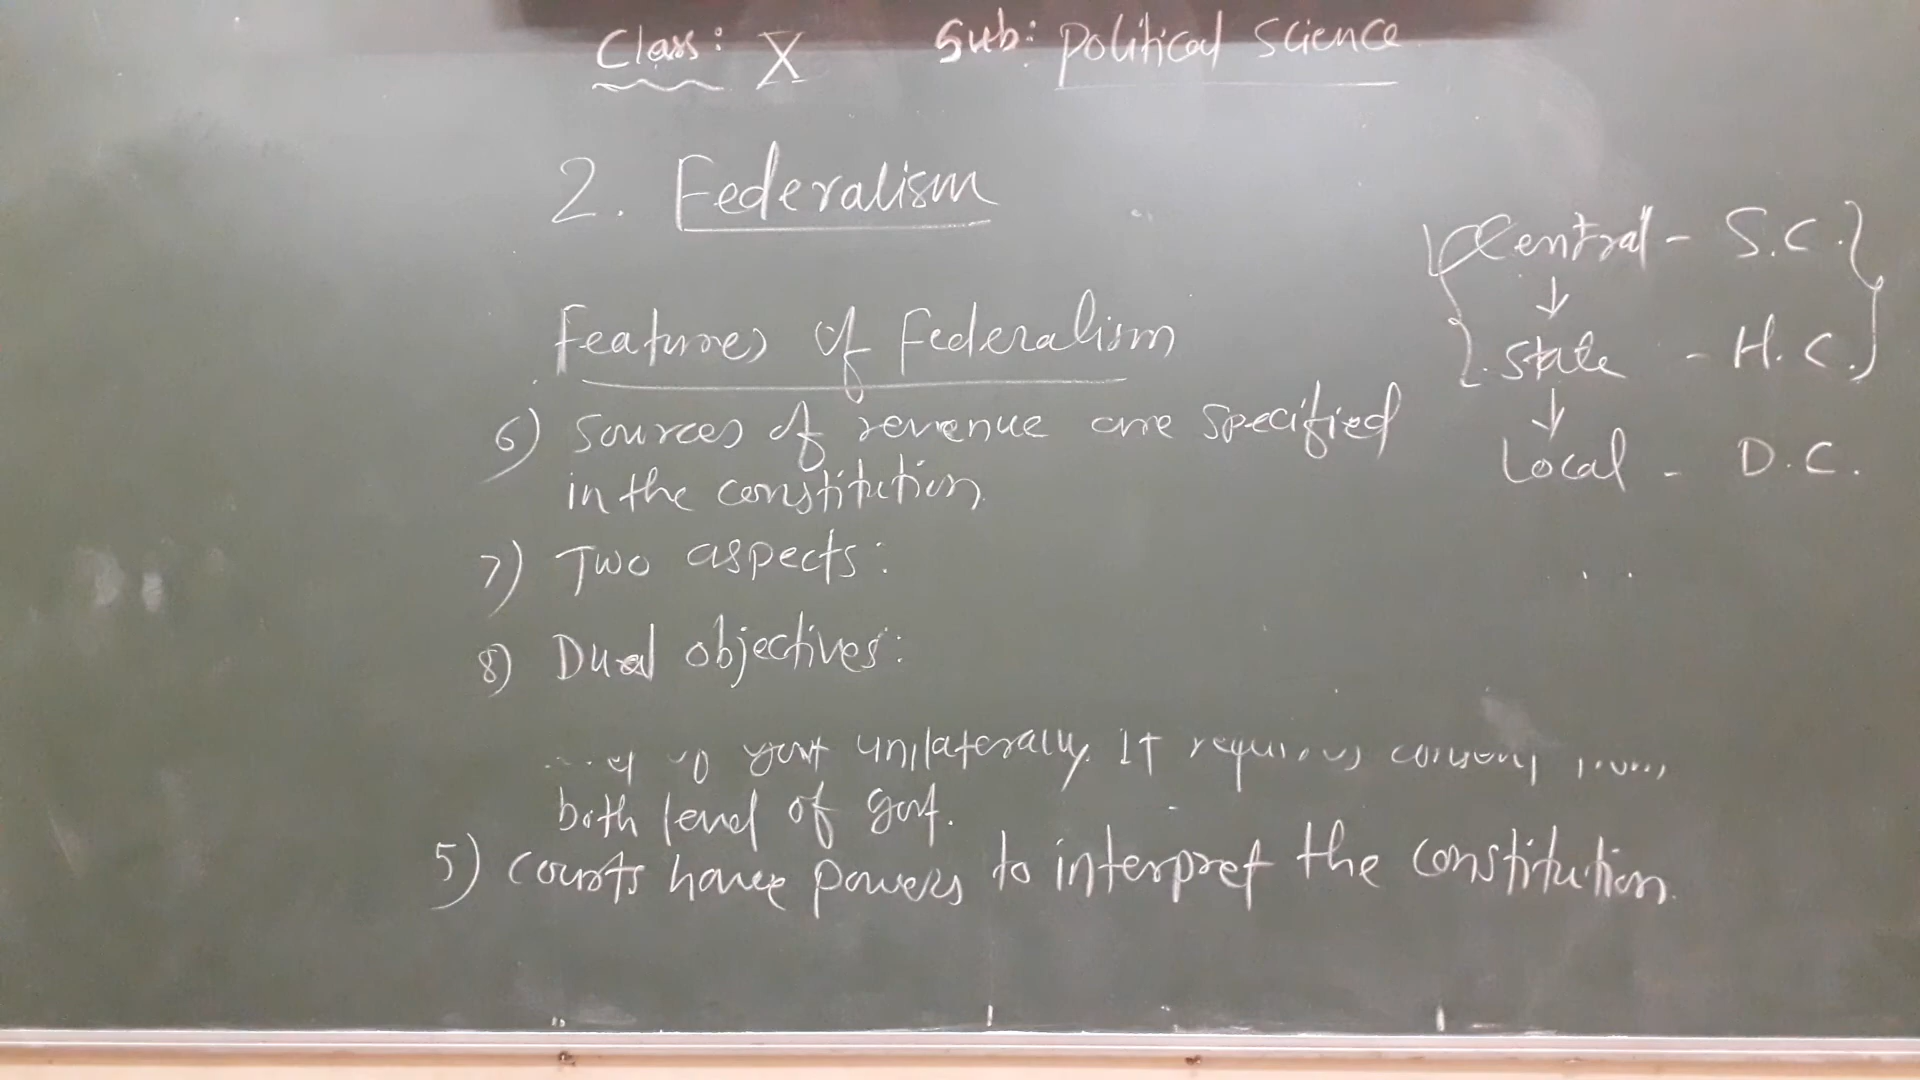 Class: X Sub: Political Science
2. Federalism
Features of Federalism
6) Sources of revenue are specified
in the constitution.
7) Two aspects:
8) Dual objectives:
govt unilaterally. It requires
both level of govt.
5) Courts have powers to interpret the constitution.
Central - S.C.
↓
State - H.C.
↓
Local - D.C.